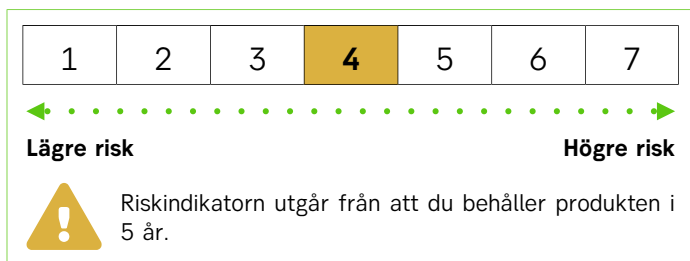 1 2 3 4 5 6 7
Lägre risk Högre risk
Riskindikatorn utgår från att du behåller produkten i
5 år.